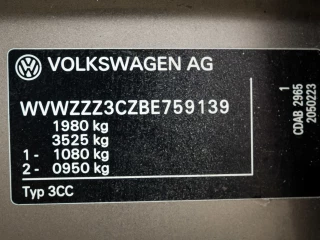 VOLKSWAGEN AG
WVWZZZ3CZBE759139
1980 kg
3525 kg
1 - 1080 kg
2 - 0950 kg
Typ 3CC
1
CDAB 2965
2050223